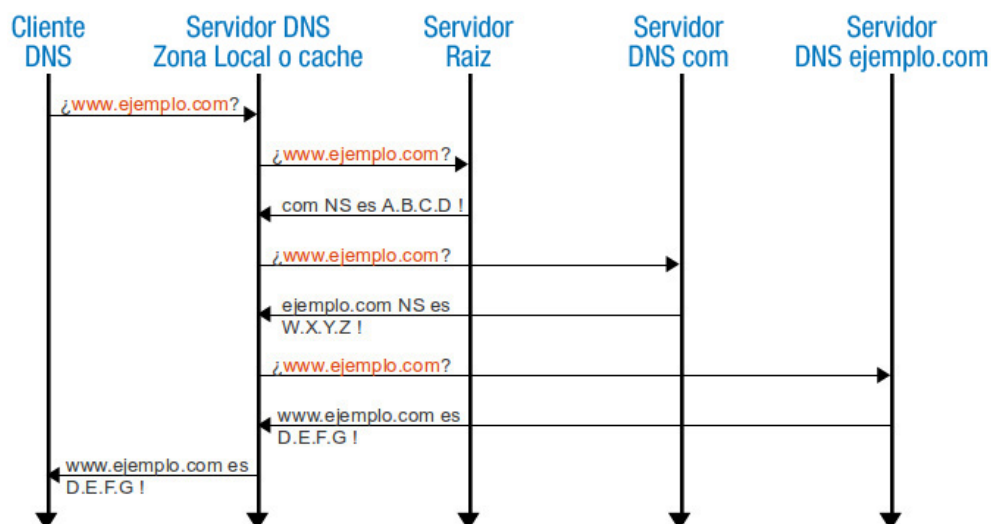 Cliente
DNS
Servidor DNS
Zona Local o cache
Servidor
Raiz
Servidor
DNS com
Servidor
DNS ejemplo.com
¿www.ejemplo.com?
¿www.ejemplo.com?
com NS es A.B.C.D !
¿www.ejemplo.com?
ejemplo.com NS es
W.X.Y.Z !
¿www.ejemplo.com?
www.ejemplo.com es
D.E.F.G !
www.ejemplo.com es
D.E.F.G !